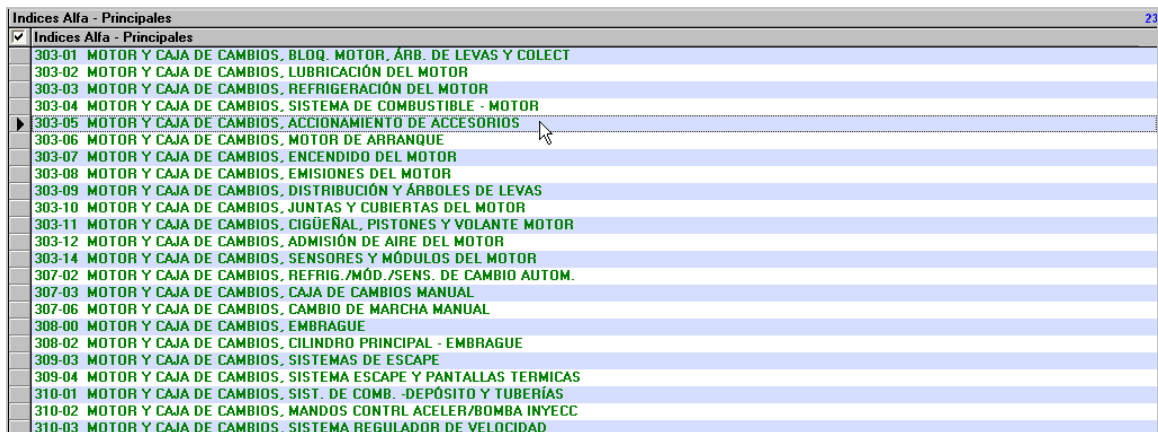 Indices Alfa - Principales 23
Indices Alfa - Principales
303-01 MOTOR Y CAJA DE CAMBIOS, BLOQ. MOTOR, ÁRB. DE LEVAS Y COLECT
303-02 MOTOR Y CAJA DE CAMBIOS, LUBRICACIÓN DEL MOTOR
303-03 MOTOR Y CAJA DE CAMBIOS, REFRIGERACIÓN DEL MOTOR
303-04 MOTOR Y CAJA DE CAMBIOS, SISTEMA DE COMBUSTIBLE - MOTOR
303-05 MOTOR Y CAJA DE CAMBIOS, ACCIONAMIENTO DE ACCESORIOS
303-06 MOTOR Y CAJA DE CAMBIOS, MOTOR DE ARRANQUE
303-07 MOTOR Y CAJA DE CAMBIOS, ENCENDIDO DEL MOTOR
303-08 MOTOR Y CAJA DE CAMBIOS, EMISIONES DEL MOTOR
303-09 MOTOR Y CAJA DE CAMBIOS, DISTRIBUCIÓN Y ÁRBOLES DE LEVAS
303-10 MOTOR Y CAJA DE CAMBIOS, JUNTAS Y CUBIERTAS DEL MOTOR
303-11 MOTOR Y CAJA DE CAMBIOS, CIGÜEÑAL, PISTONES Y VOLANTE MOTOR
303-12 MOTOR Y CAJA DE CAMBIOS, ADMISIÓN DE AIRE DEL MOTOR
303-14 MOTOR Y CAJA DE CAMBIOS, SENSORES Y MÓDULOS DEL MOTOR
307-02 MOTOR Y CAJA DE CAMBIOS, REFRIG./MÓD./SENS. DE CAMBIO AUTOM.
307-03 MOTOR Y CAJA DE CAMBIOS, CAJA DE CAMBIOS MANUAL
307-06 MOTOR Y CAJA DE CAMBIOS, CAMBIO DE MARCHA MANUAL
308-00 MOTOR Y CAJA DE CAMBIOS, EMBRAGUE
308-02 MOTOR Y CAJA DE CAMBIOS, CILINDRO PRINCIPAL - EMBRAGUE
309-03 MOTOR Y CAJA DE CAMBIOS, SISTEMAS DE ESCAPE
309-04 MOTOR Y CAJA DE CAMBIOS, SISTEMA ESCAPE Y PANTALLAS TERMICAS
310-01 MOTOR Y CAJA DE CAMBIOS, SIST. DE COMB. -DEPÓSITO Y TUBERÍAS
310-02 MOTOR Y CAJA DE CAMBIOS, MANDOS CONTRL ACELER/BOMBA INYECC
310-03 MOTOR Y CAJA DE CAMBIOS, SISTEMA REGULADOR DE VELOCIDAD